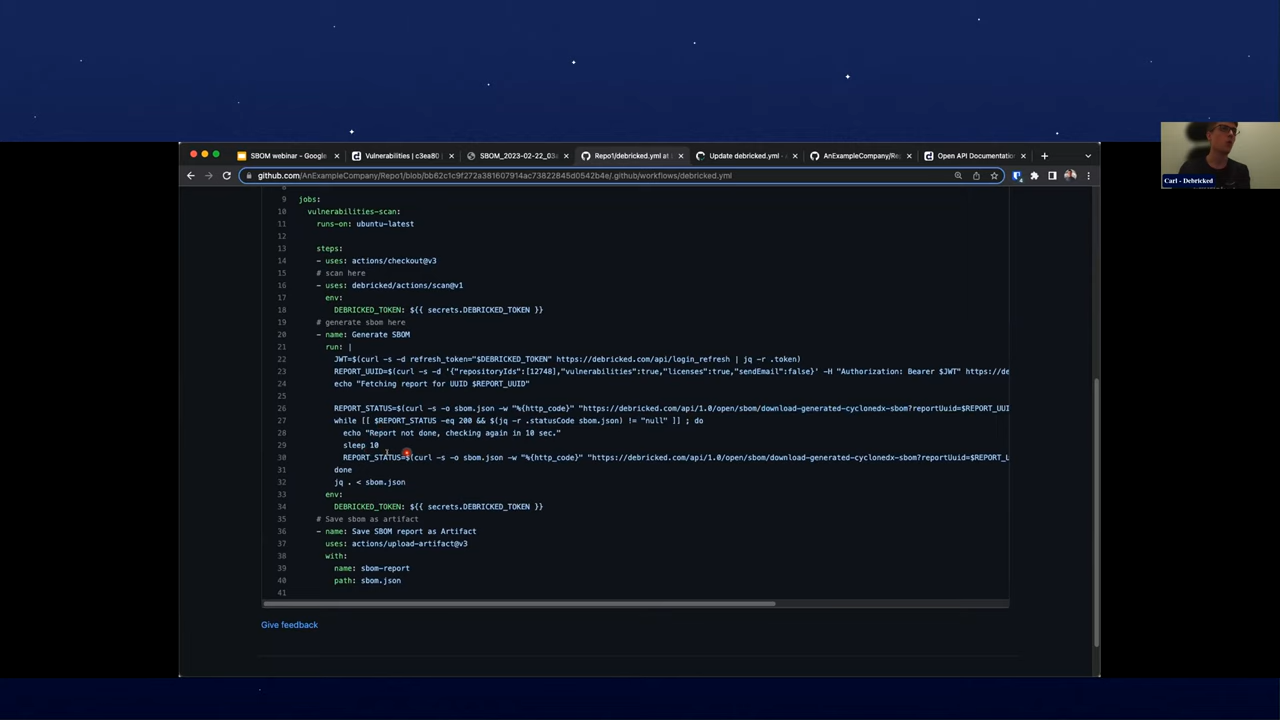 SBOM webinar - Google
Vulnerabilities | c3ea80
SBOM_2023-02-22_03a
Repo1/debricked.yml at
Update debricked.yml ·
AnExampleCompany/Re
Open API Documentatio
github.com/AnExampleCompany/Repo1/blob/bb62c1c9f272a381607914ac73822845d0542b4e/.github/workflows/debricked.yml
Carl - Debricked
8
9 jobs:
10 vulnerabilities-scan:
11 runs-on: ubuntu-latest
12
13 steps:
14 - uses: actions/checkout@v3
15 # scan here
16 - uses: debricked/actions/scan@v1
17 env:
18 DEBRICKED_TOKEN: ${{ secrets.DEBRICKED_TOKEN }}
19 # generate sbom here
20 - name: Generate SBOM
21 run: |
22 JWT=$(curl -s -d refresh_token="$DEBRICKED_TOKEN" https://debricked.com/api/login_refresh | jq -r .token)
23 REPORT_UUID=$(curl -s -d '{"repositoryIds":[12748],"vulnerabilities":true,"licenses":true,"sendEmail":false}' -H "Authorization: Bearer $JWT" https://de
24 echo "Fetching report for UUID $REPORT_UUID"
25
26 REPORT_STATUS=$(curl -s -o sbom.json -w "%{http_code}" "https://debricked.com/api/1.0/open/sbom/download-generated-cyclonedx-sbom?reportUuid=$REPORT_UUI
27 while [[ $REPORT_STATUS -eq 200 && $(jq -r .statusCode sbom.json) != "null" ]] ; do
28 echo "Report not done, checking again in 10 sec."
29 sleep 10
30 REPORT_STATUS=$(curl -s -o sbom.json -w "%{http_code}" "https://debricked.com/api/1.0/open/sbom/download-generated-cyclonedx-sbom?reportUuid=$REPORT_U
31 done
32 jq . < sbom.json
33 env:
34 DEBRICKED_TOKEN: ${{ secrets.DEBRICKED_TOKEN }}
35 # Save sbom as artifact
36 - name: Save SBOM report as Artifact
37 uses: actions/upload-artifact@v3
38 with:
39 name: sbom-report
40 path: sbom.json
41
Give feedback